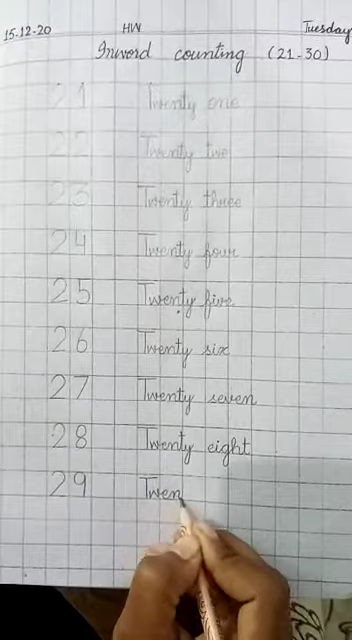 15-12-20 HW Tuesday
Inword counting (21-30)
21 Twenty one
22 Twenty two
23 Twenty three
24 Twenty four
25 Twenty five
26 Twenty six
27 Twenty seven
28 Twenty eight
29 Twen